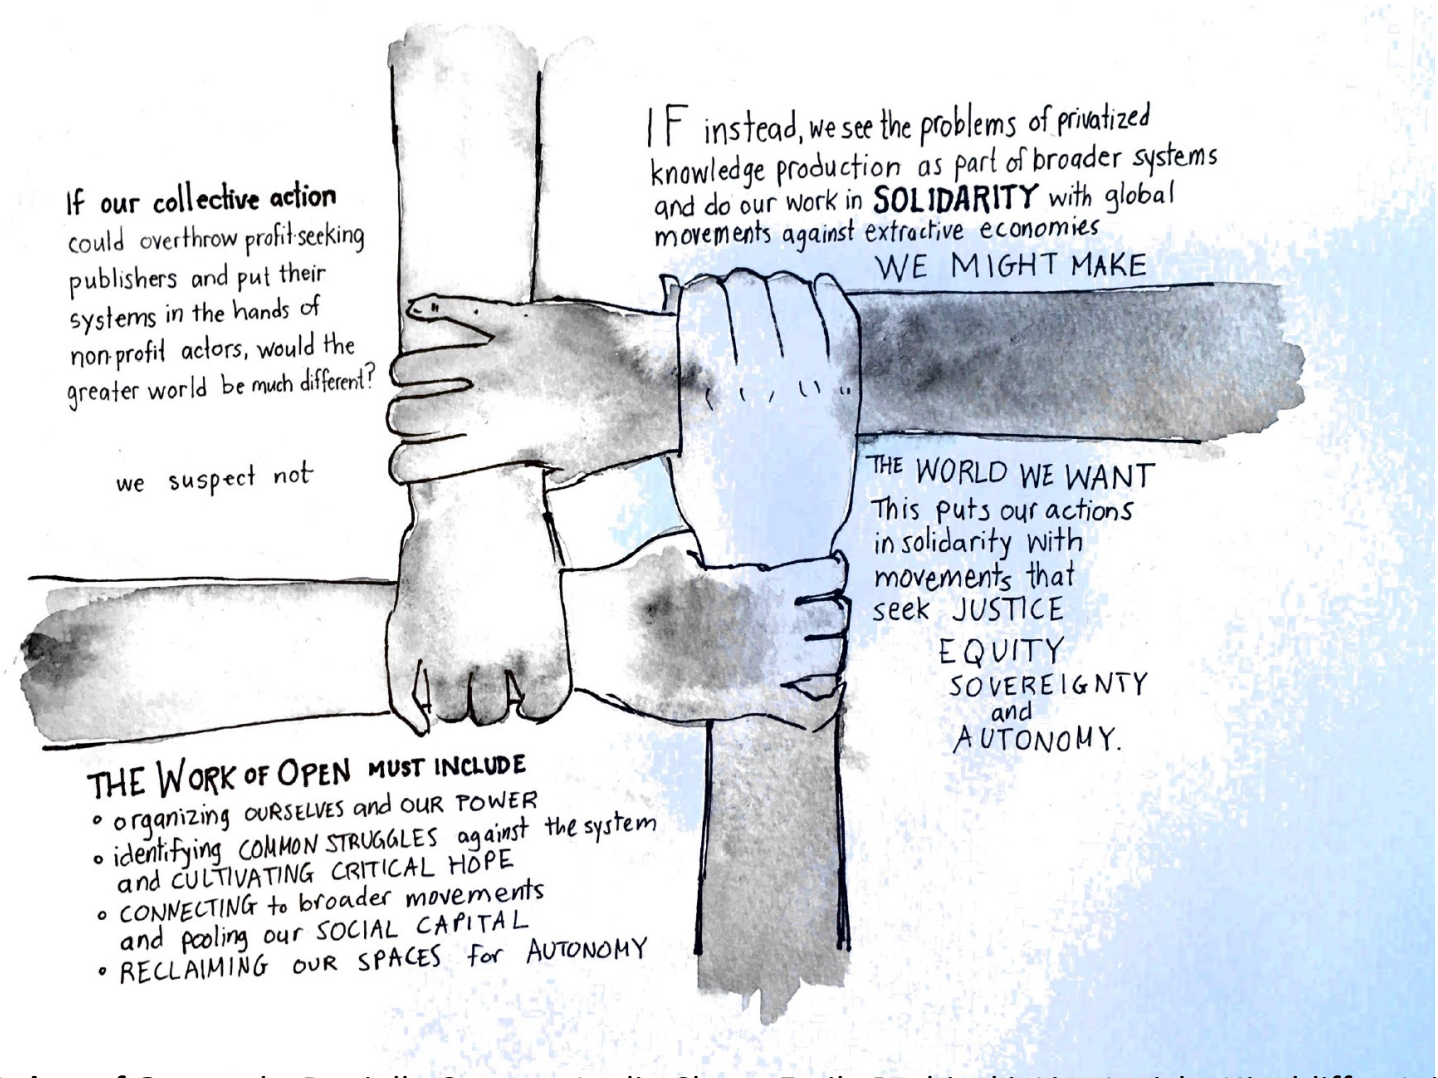 If our collective action
could overthrow profit-seeking
publishers and put their
systems in the hands of
non-profit actors, would the
greater world be much different?
we suspect not
IF instead, we see the problems of privatized
knowledge production as part of broader systems
and do our work in SOLIDARITY with global
movements against extractive economies
WE MIGHT MAKE
THE WORLD WE WANT
This puts our actions
in solidarity with
movements that
seek JUSTICE
EQUITY
SOVEREIGNTY
and
AUTONOMY.
THE WORK OF OPEN MUST INCLUDE
• organizing OURSELVES and OUR POWER
• identifying COMMON STRUGGLES against the system
and CULTIVATING CRITICAL HOPE
• CONNECTING to broader movements
and pooling our SOCIAL CAPITAL
• RECLAIMING OUR SPACES for AUTONOMY